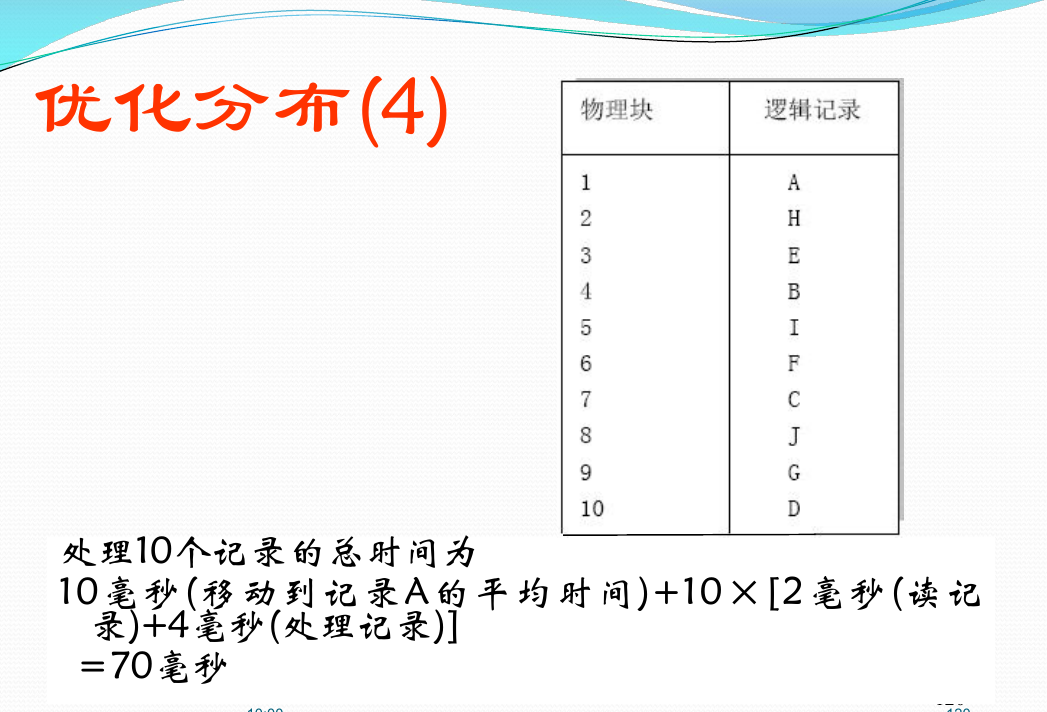 优化分布(4)
物理块 逻辑记录
1 A
2 H
3 E
4 B
5 I
6 F
7 C
8 J
9 G
10 D
处理10个记录的总时间为
10毫秒(移动到记录A的平均时间)+10×[2毫秒(读记
录)+4毫秒(处理记录)]
=70毫秒